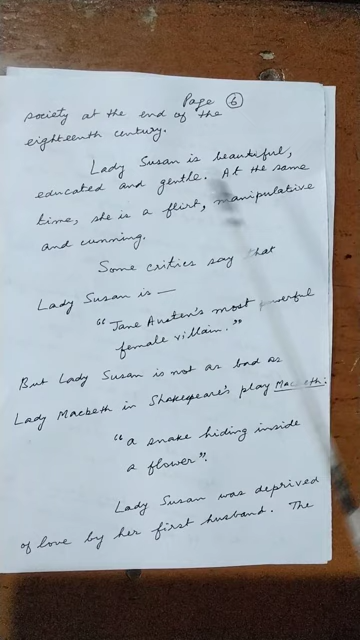 Page 6
society at the end of the
eighteenth century.
Lady Susan is beautiful,
educated and gentle. At the same
time, she is a flirt, manipulative
and cunning.
Some critics say that
Lady Susan is —
"Jane Austen's most powerful
female villain."
But Lady Susan is not as bad as
Lady Macbeth in Shakespeare's play Macbeth:
"a snake hiding inside
a flower".
Lady Susan was deprived
of love by her first husband. The